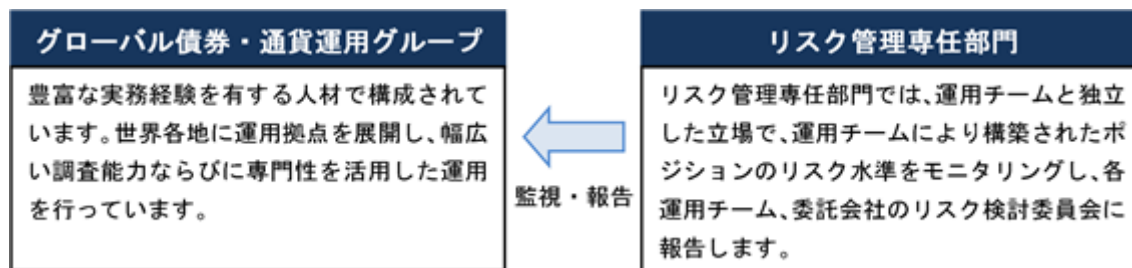 グローバル債券・通貨運用グループ
豊富な実務経験を有する人材で構成されて
います。世界各地に運用拠点を展開し、幅広
い調査能力ならびに専門性を活用した運用
を行っています。
監視・報告
リスク管理専任部門
リスク管理専任部門では、運用チームと独立
した立場で、運用チームにより構築されたポ
ジションのリスク水準をモニタリングし、各
運用チーム、委託会社のリスク検討委員会に
報告します。